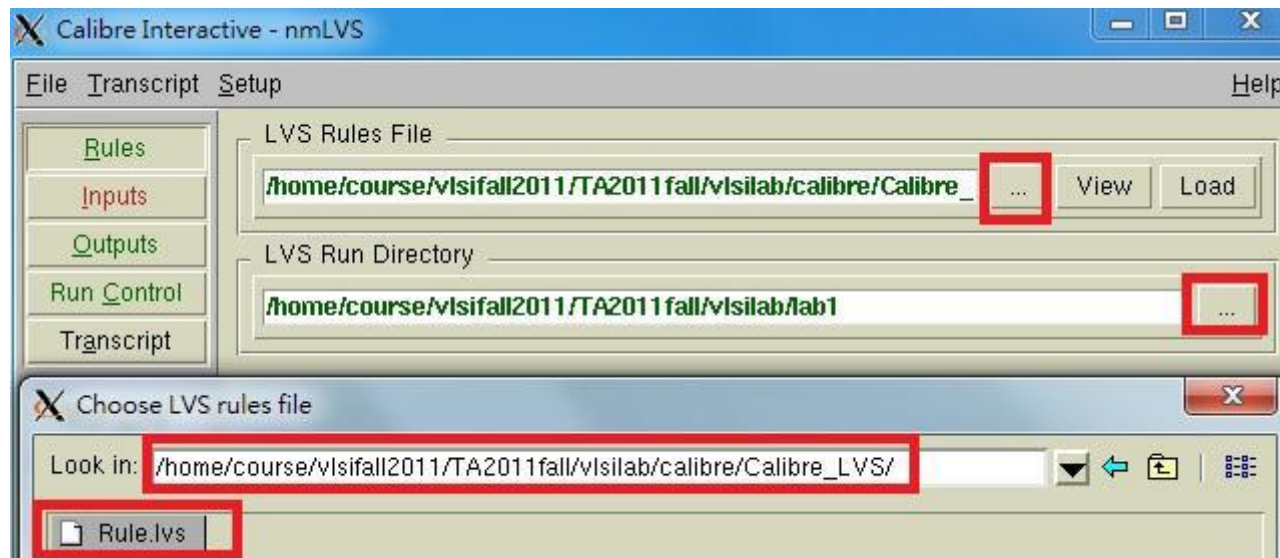 Calibre Interactive - nmLVS
File Transcript Setup Help
Rules
Inputs
Outputs
Run Control
Transcript
LVS Rules File
/home/course/vlsifall2011/TA2011fall/vlsilab/calibre/Calibre_ ... View Load
LVS Run Directory
/home/course/vlsifall2011/TA2011fall/vlsilab/lab1 ...
Choose LVS rules file
Look in: /home/course/vlsifall2011/TA2011fall/vlsilab/calibre/Calibre_LVS/
Rule.lvs